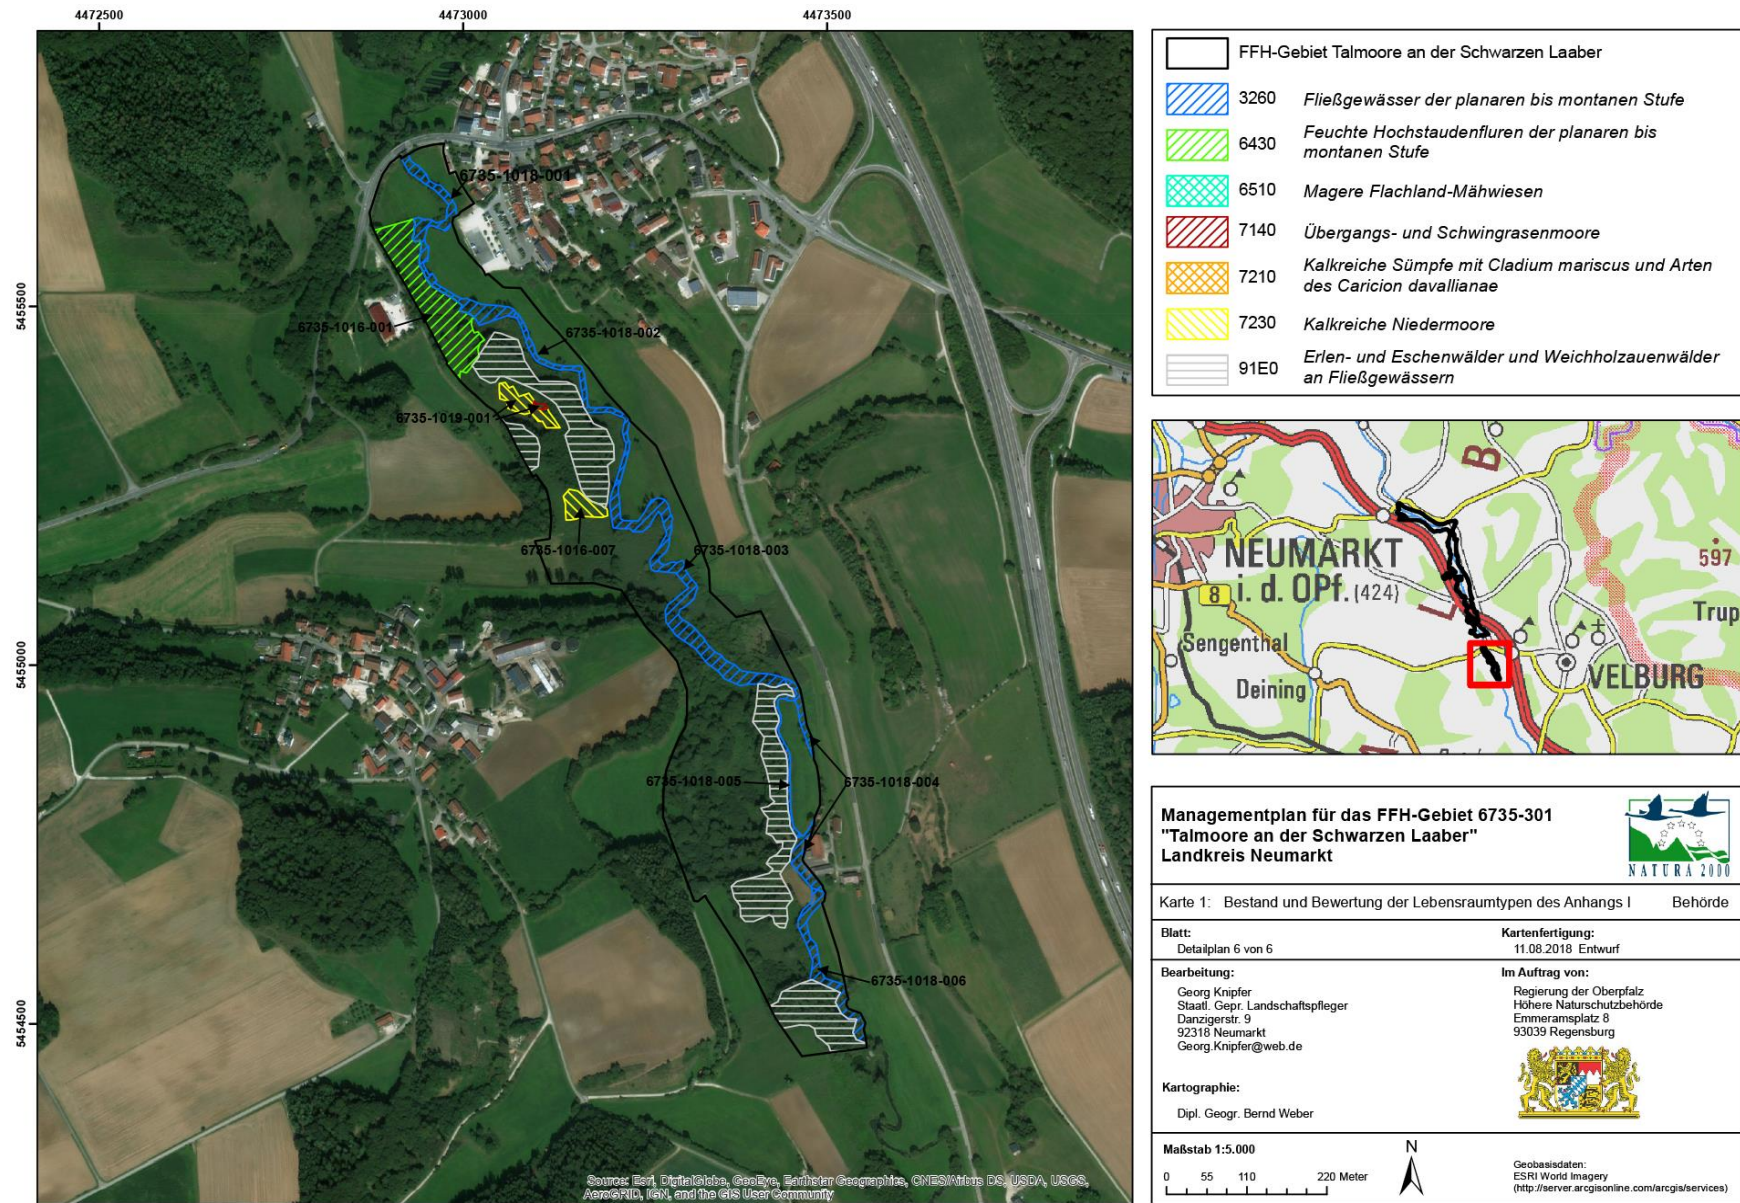 4472500
4473000
4473500
5455500
5455000
5454500
6735-1018-001
6735-1016-001
6735-1018-002
6735-1019-001
6735-1016-007
6735-1018-003
6735-1018-005
6735-1018-004
6735-1018-006
Source: Esri, DigitalGlobe, GeoEye, Earthstar Geographics, CNES/Airbus DS, USDA, USGS,
AeroGRID, IGN, and the GIS User Community
FFH-Gebiet Talmoore an der Schwarzen Laaber
3260 Fließgewässer der planaren bis montanen Stufe
6430 Feuchte Hochstaudenfluren der planaren bis
montanen Stufe
6510 Magere Flachland-Mähwiesen
7140 Übergangs- und Schwingrasenmoore
7210 Kalkreiche Sümpfe mit Cladium mariscus und Arten
des Caricion davallianae
7230 Kalkreiche Niedermoore
91E0 Erlen- und Eschenwälder und Weichholzauenwälder
an Fließgewässern
B
NEUMARKT
i. d. OPf. (424)
8
L
597
Trup
Sengenthal
Deining
VELBURG
Managementplan für das FFH-Gebiet 6735-301
"Talmoore an der Schwarzen Laaber"
Landkreis Neumarkt
NATURA 2000
Karte 1: Bestand und Bewertung der Lebensraumtypen des Anhangs I Behörde
Blatt:
Detailplan 6 von 6
Kartenfertigung:
11.08.2018 Entwurf
Bearbeitung:
Georg Knipfer
Staatl. Gepr. Landschaftspfleger
Danzigerstr. 9
92318 Neumarkt
Georg.Knipfer@web.de
Im Auftrag von:
Regierung der Oberpfalz
Höhere Naturschutzbehörde
Emmeramsplatz 8
93039 Regensburg
Kartographie:
Dipl. Geogr. Bernd Weber
Maßstab 1:5.000
0 55 110 220 Meter
N
Geobasisdaten:
ESRI World Imagery
(http://server.arcgisonline.com/arcgis/services)